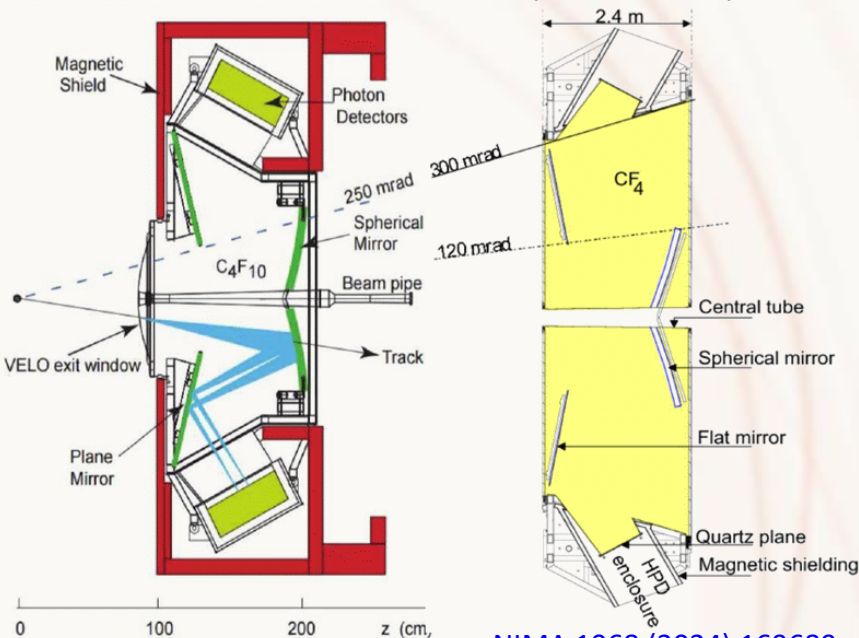 2.4 m
Magnetic
Shield
Photon
Detectors
300 mrad
CF4
250 mrad
Spherical
Mirror
120 mrad
C4F10
Beam pipe
Central tube
VELO exit window
Track
Spherical mirror
Flat mirror
Plane
Mirror
Quartz plane
Magnetic shielding
HPD
enclosure
0
100
200
z (cm,